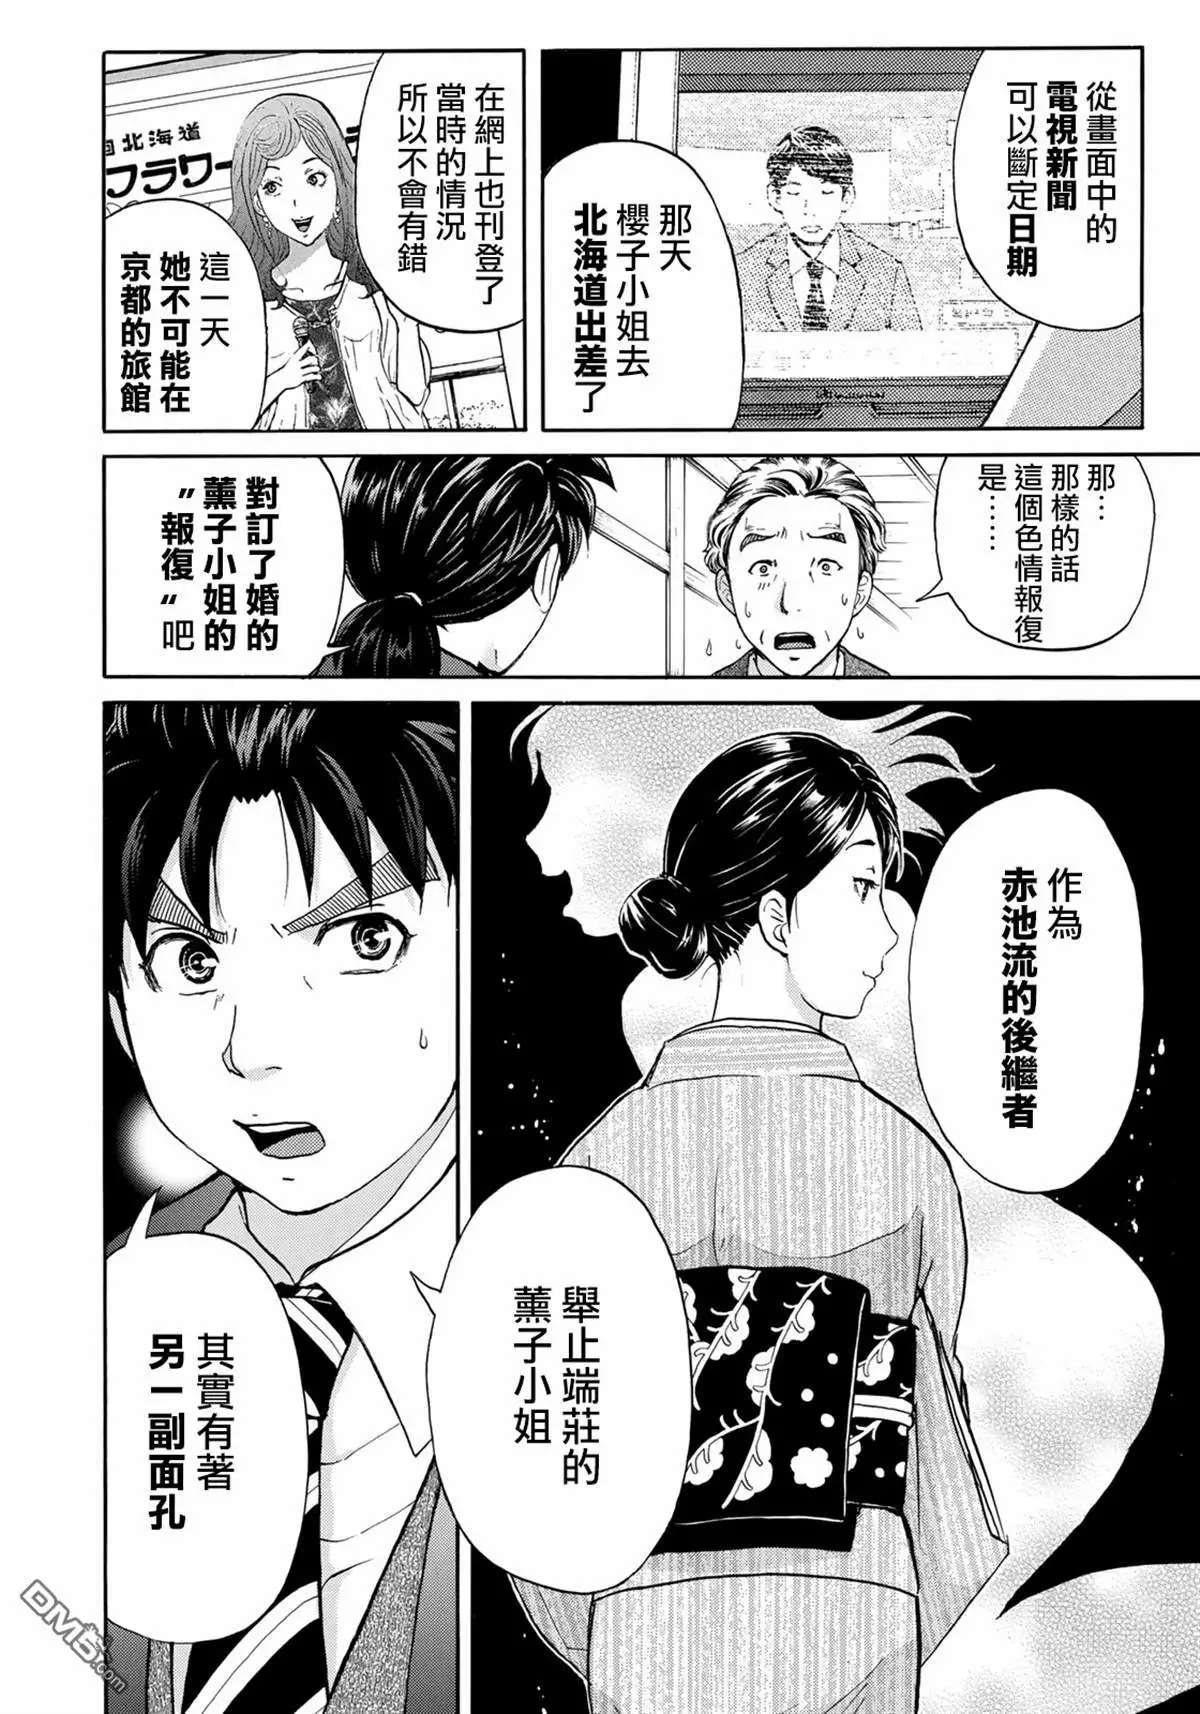 從畫面中的
電視新聞
可以斷定日期
那天
櫻子小姐去
北海道出差了
在網上也刊登了
當時的情況
所以不會有錯
北海道
フラワー
這一天
她不可能在
京都的旅館
那…
那樣的話
這個色情報復
是……
對訂了婚的
薰子小姐的
〞報復〝吧
作為
赤池流的後繼者
舉止端莊的
薰子小姐
其實有著
另一副面孔
DM5